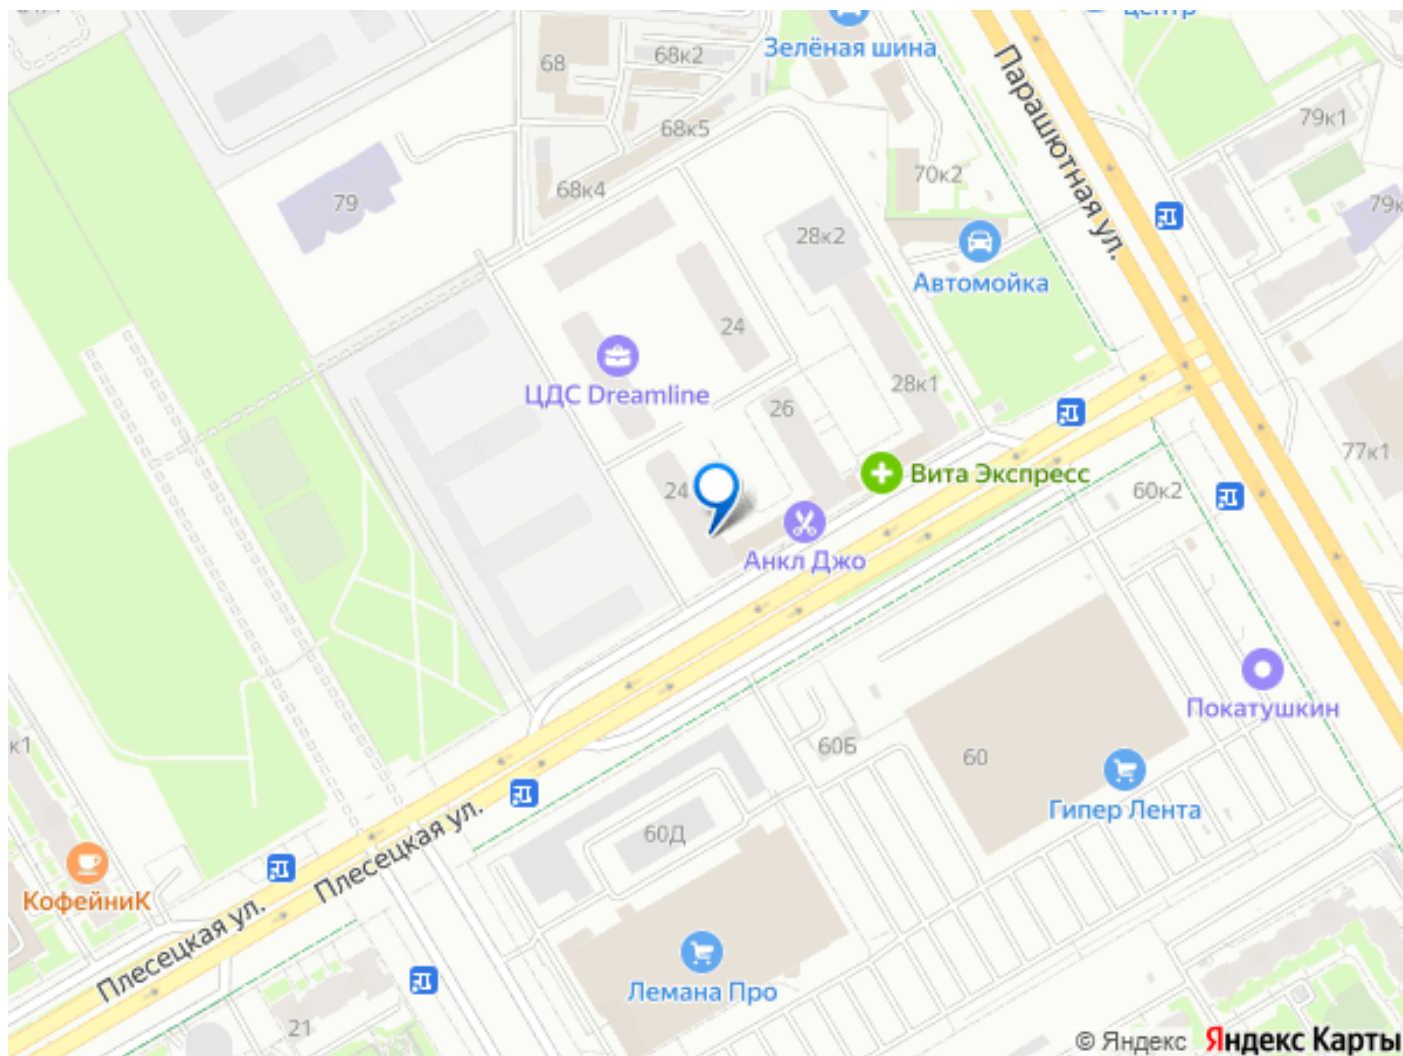 центр
Зелёная шина
68
68к2
Парашютная ул.
68к5
79к1
70к2
68к4
79
79к
28к2
Автомойка
24
ЦДС Dreamline
28к1
26
77к1
Вита Экспресс
24
60к2
Анкл Джо
Покатушкин
к1
60Б
60
Гипер Лента
60Д
Плесецкая ул.
КофейниК
Плесецкая ул.
Лемана Про
21
© Яндекс Яндекс Карты